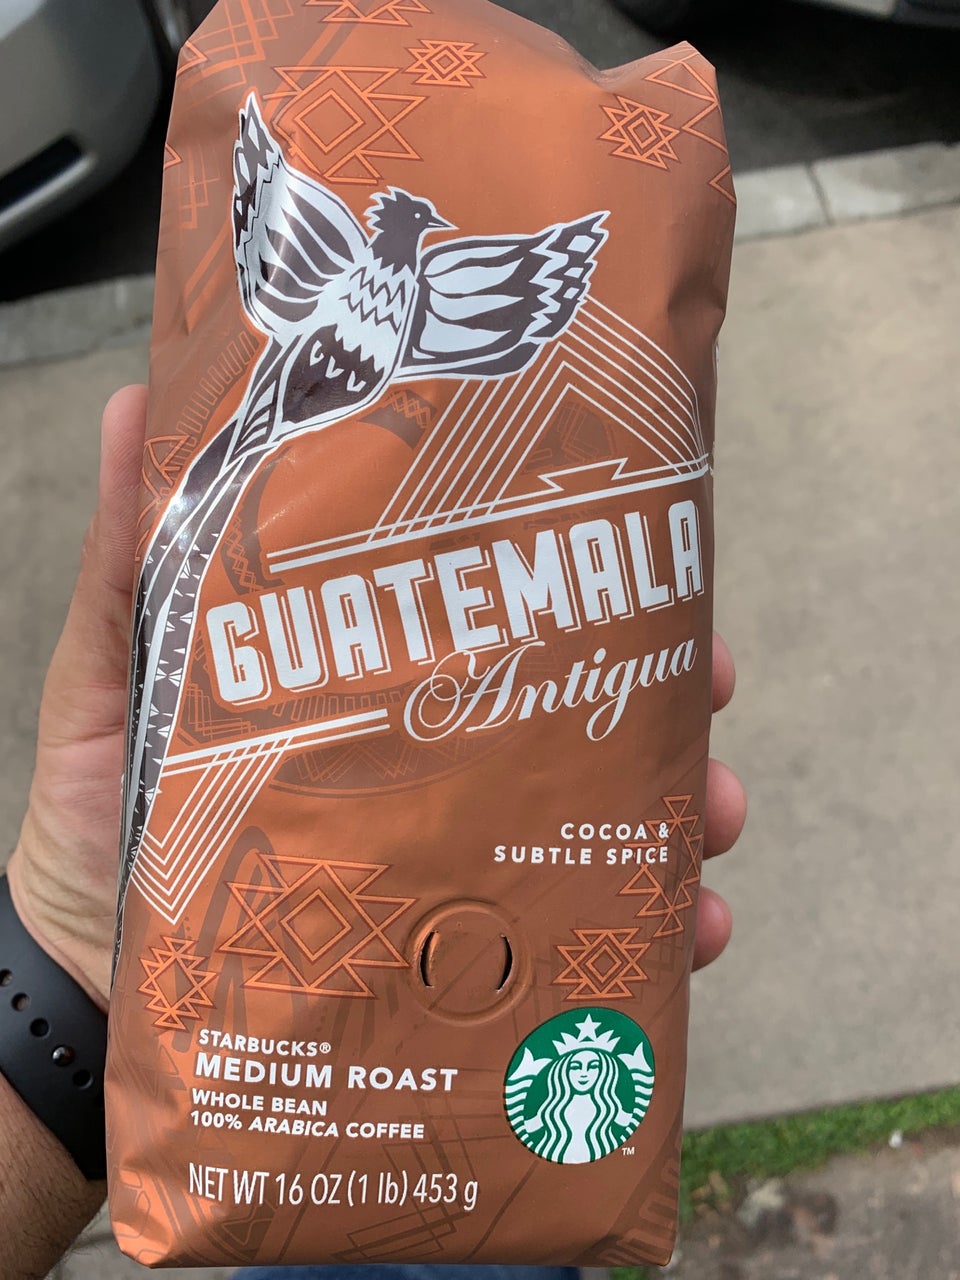 GUATEMALA
Antigua
COCOA &
SUBTLE SPICE
STARBUCKS®
MEDIUM ROAST
WHOLE BEAN
100% ARABICA COFFEE
NET WT 16 OZ (1 lb) 453 g
TM